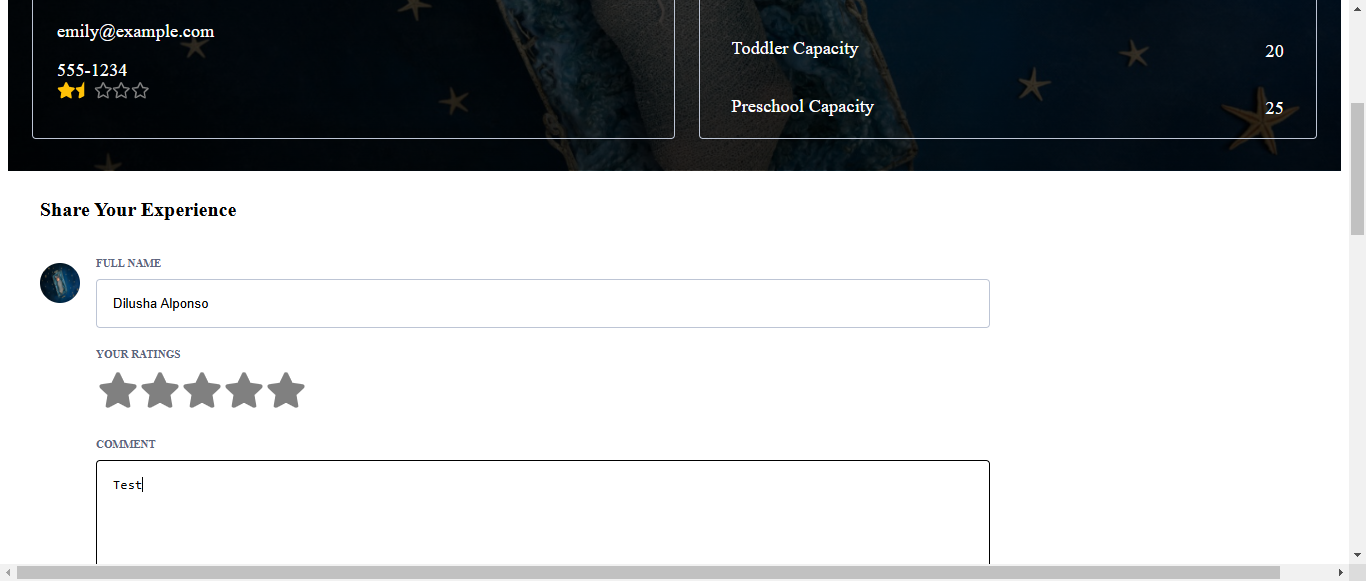 emily@example.com
555-1234
Toddler Capacity 20
Preschool Capacity 25
Share Your Experience
FULL NAME
Dilusha Alponso
YOUR RATINGS
COMMENT
Test